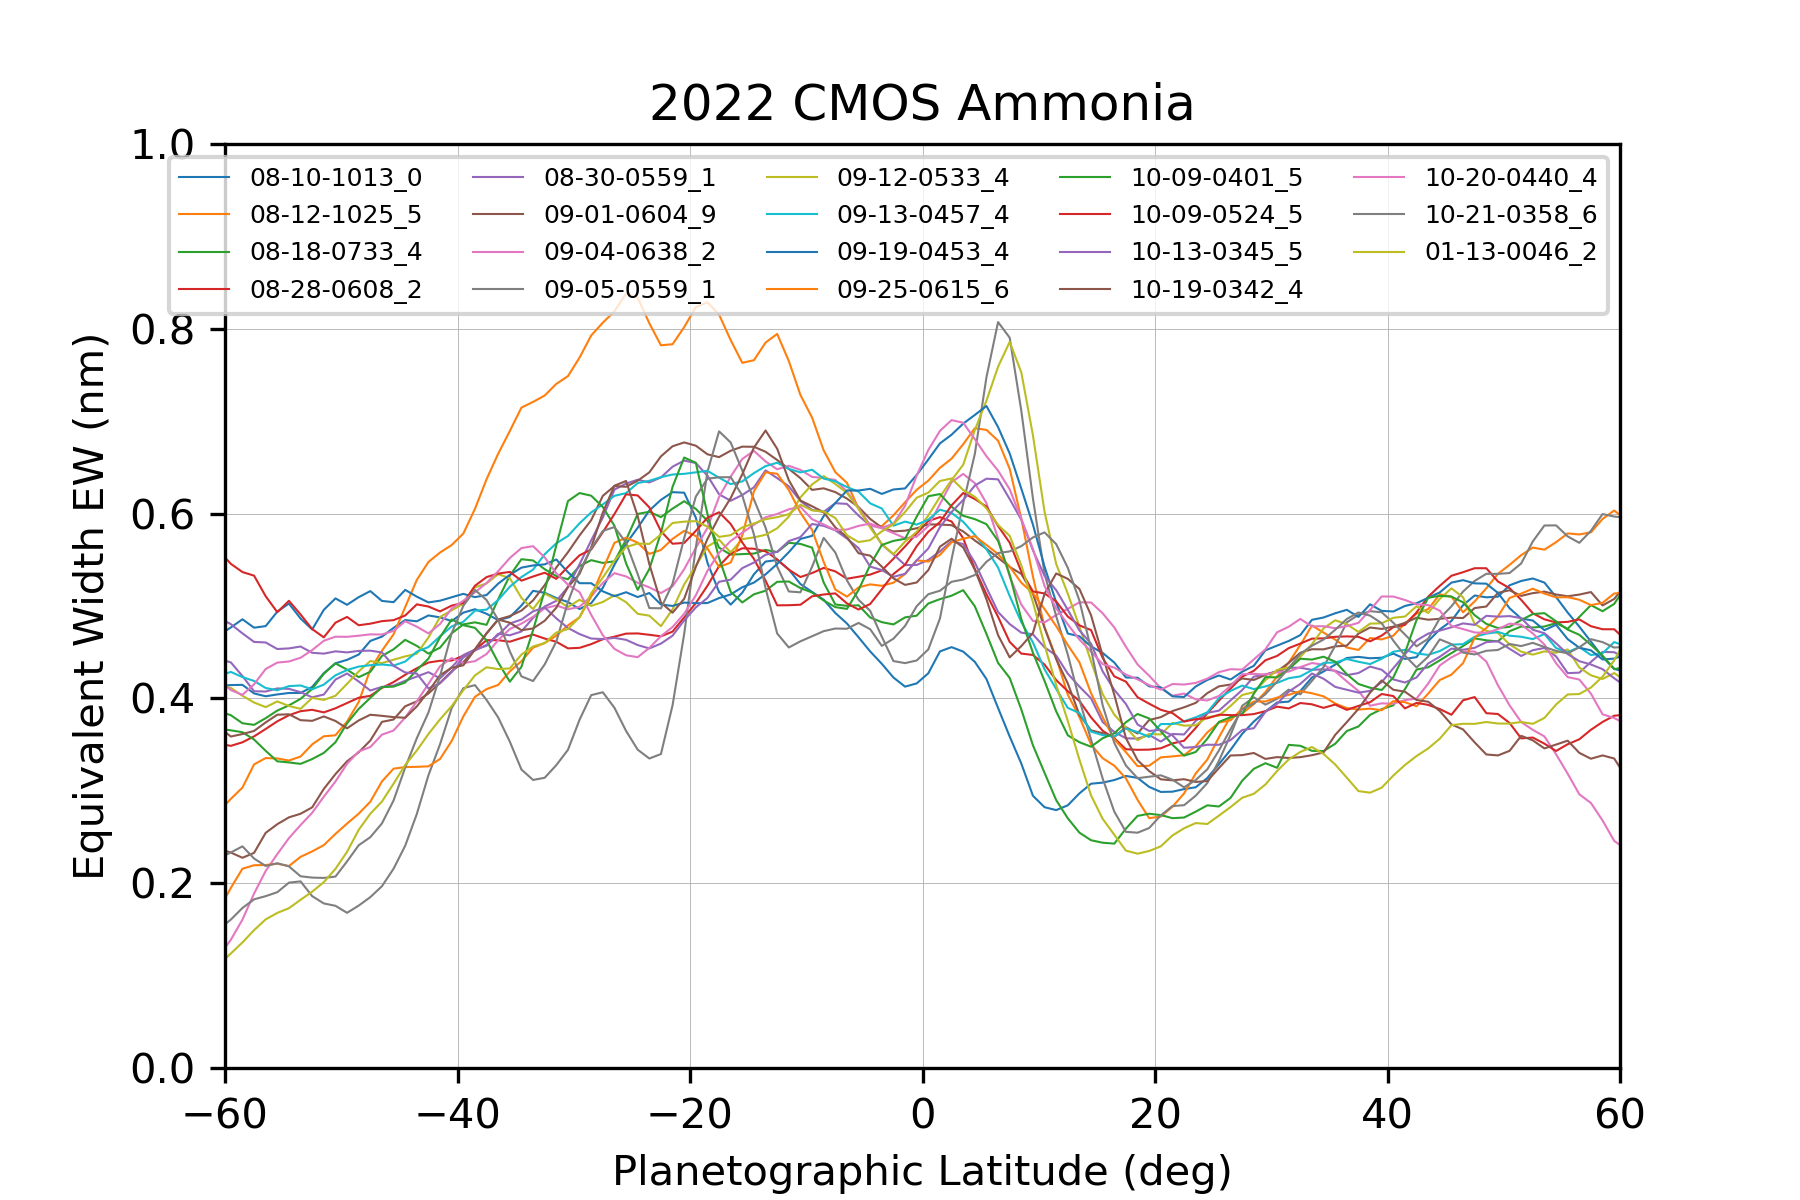 2022 CMOS Ammonia
1.0
08-10-1013_0 08-30-0559_1 09-12-0533_4 10-09-0401_5 10-20-0440_4
08-12-1025_5 09-01-0604_9 09-13-0457_4 10-09-0524_5 10-21-0358_6
08-18-0733_4 09-04-0638_2 09-19-0453_4 10-13-0345_5 01-13-0046_2
08-28-0608_2 09-05-0559_1 09-25-0615_6 10-19-0342_4
0.8
0.6
0.4
0.2
0.0
Equivalent Width EW (nm)
−60 −40 −20 0 20 40 60
Planetographic Latitude (deg)